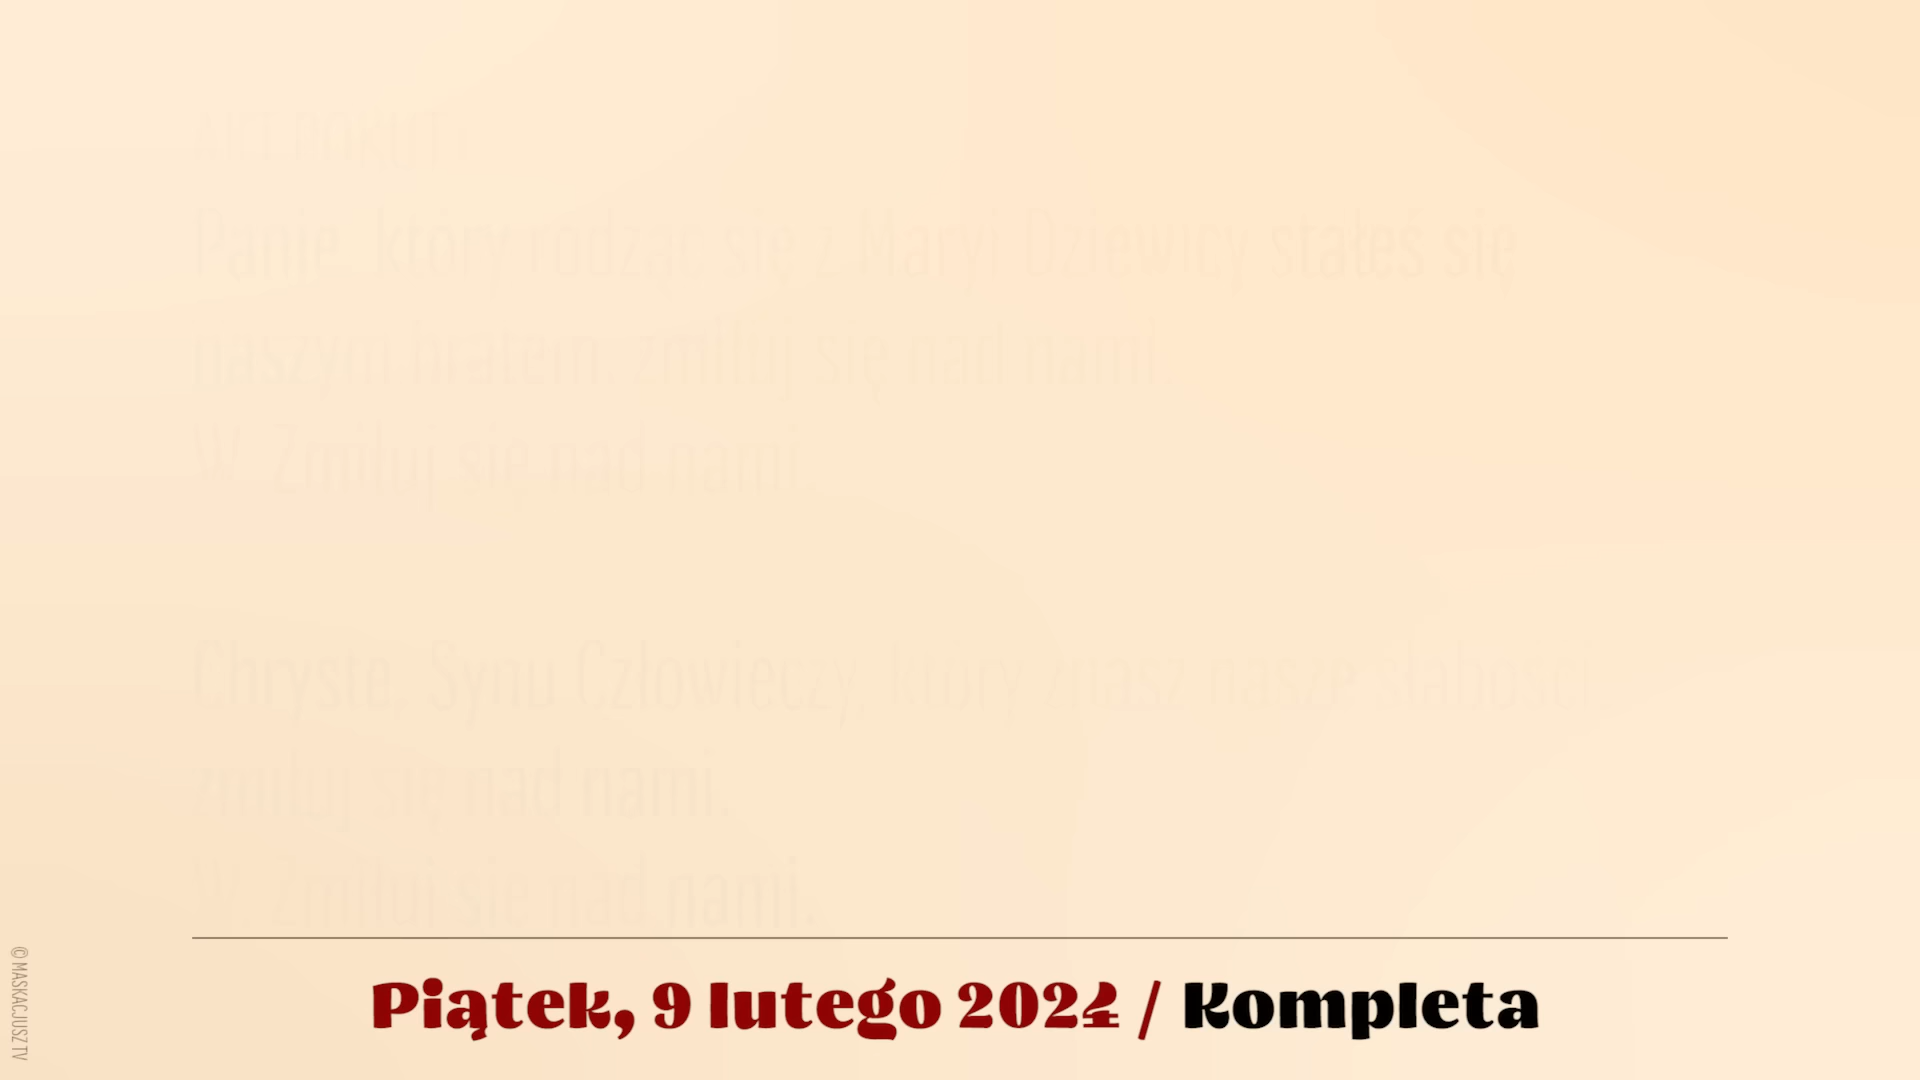 AKT POKUTY
Panie, który rodząc się z Maryi Dziewicy stałeś się
naszym bratem, zmiłuj się nad nami.
W. Zmiłuj się nad nami.
Chryste, Synu Człowieczy, który znasz nasze słabości,
zmiłuj się nad nami.
W. Zmiłuj się nad nami.
Piątek, 9 lutego 2024 / Kompleta
© MASKACJUSZ TV